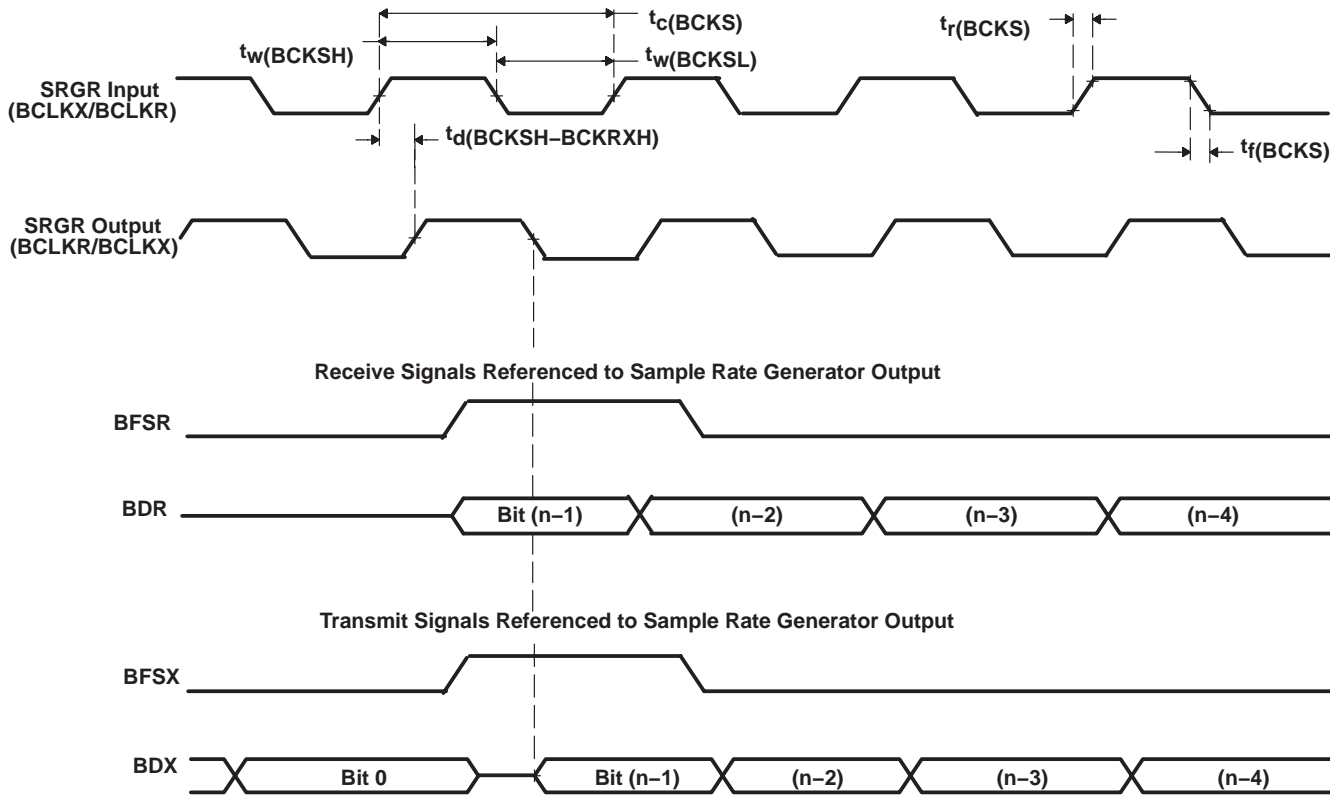 tc(BCKS)
tr(BCKS)
tw(BCKSH)
tw(BCKSL)
SRGR Input
(BCLKX/BCLKR)
td(BCKSH–BCKRXH)
tf(BCKS)
SRGR Output
(BCLKR/BCLKX)
Receive Signals Referenced to Sample Rate Generator Output
BFSR
BDR Bit (n–1) (n–2) (n–3) (n–4)
Transmit Signals Referenced to Sample Rate Generator Output
BFSX
BDX Bit 0 Bit (n–1) (n–2) (n–3) (n–4)